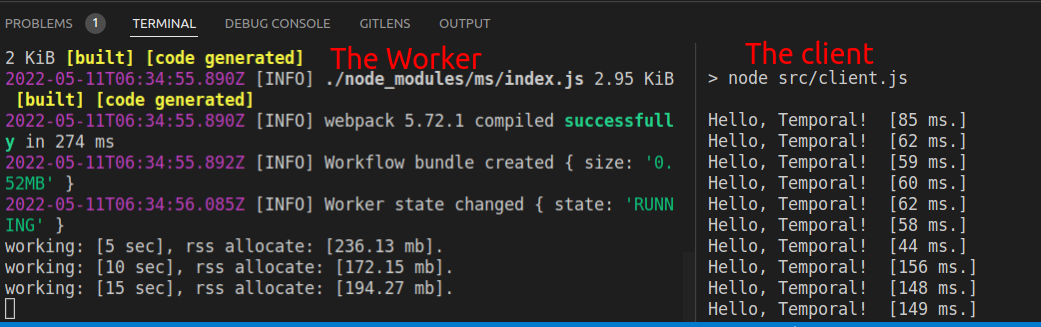 PROBLEMS 1 TERMINAL DEBUG CONSOLE GITLENS OUTPUT
The Worker
2 KiB [built] [code generated]
2022-05-11T06:34:55.890Z [INFO] ./node_modules/ms/index.js 2.95 KiB
[built] [code generated]
2022-05-11T06:34:55.890Z [INFO] webpack 5.72.1 compiled successfull
y in 274 ms
2022-05-11T06:34:55.892Z [INFO] Workflow bundle created { size: '0.
52MB' }
2022-05-11T06:34:56.085Z [INFO] Worker state changed { state: 'RUNN
ING' }
working: [5 sec], rss allocate: [236.13 mb].
working: [10 sec], rss allocate: [172.15 mb].
working: [15 sec], rss allocate: [194.27 mb].
The client
> node src/client.js
Hello, Temporal! [85 ms.]
Hello, Temporal! [62 ms.]
Hello, Temporal! [59 ms.]
Hello, Temporal! [60 ms.]
Hello, Temporal! [62 ms.]
Hello, Temporal! [58 ms.]
Hello, Temporal! [44 ms.]
Hello, Temporal! [156 ms.]
Hello, Temporal! [148 ms.]
Hello, Temporal! [149 ms.]